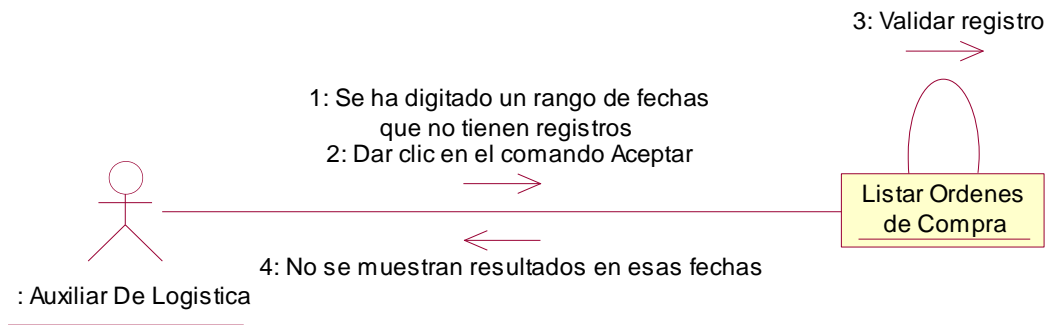 3: Validar registro
1: Se ha digitado un rango de fechas
que no tienen registros
2: Dar clic en el comando Aceptar
Listar Ordenes
de Compra
4: No se muestran resultados en esas fechas
: Auxiliar De Logistica